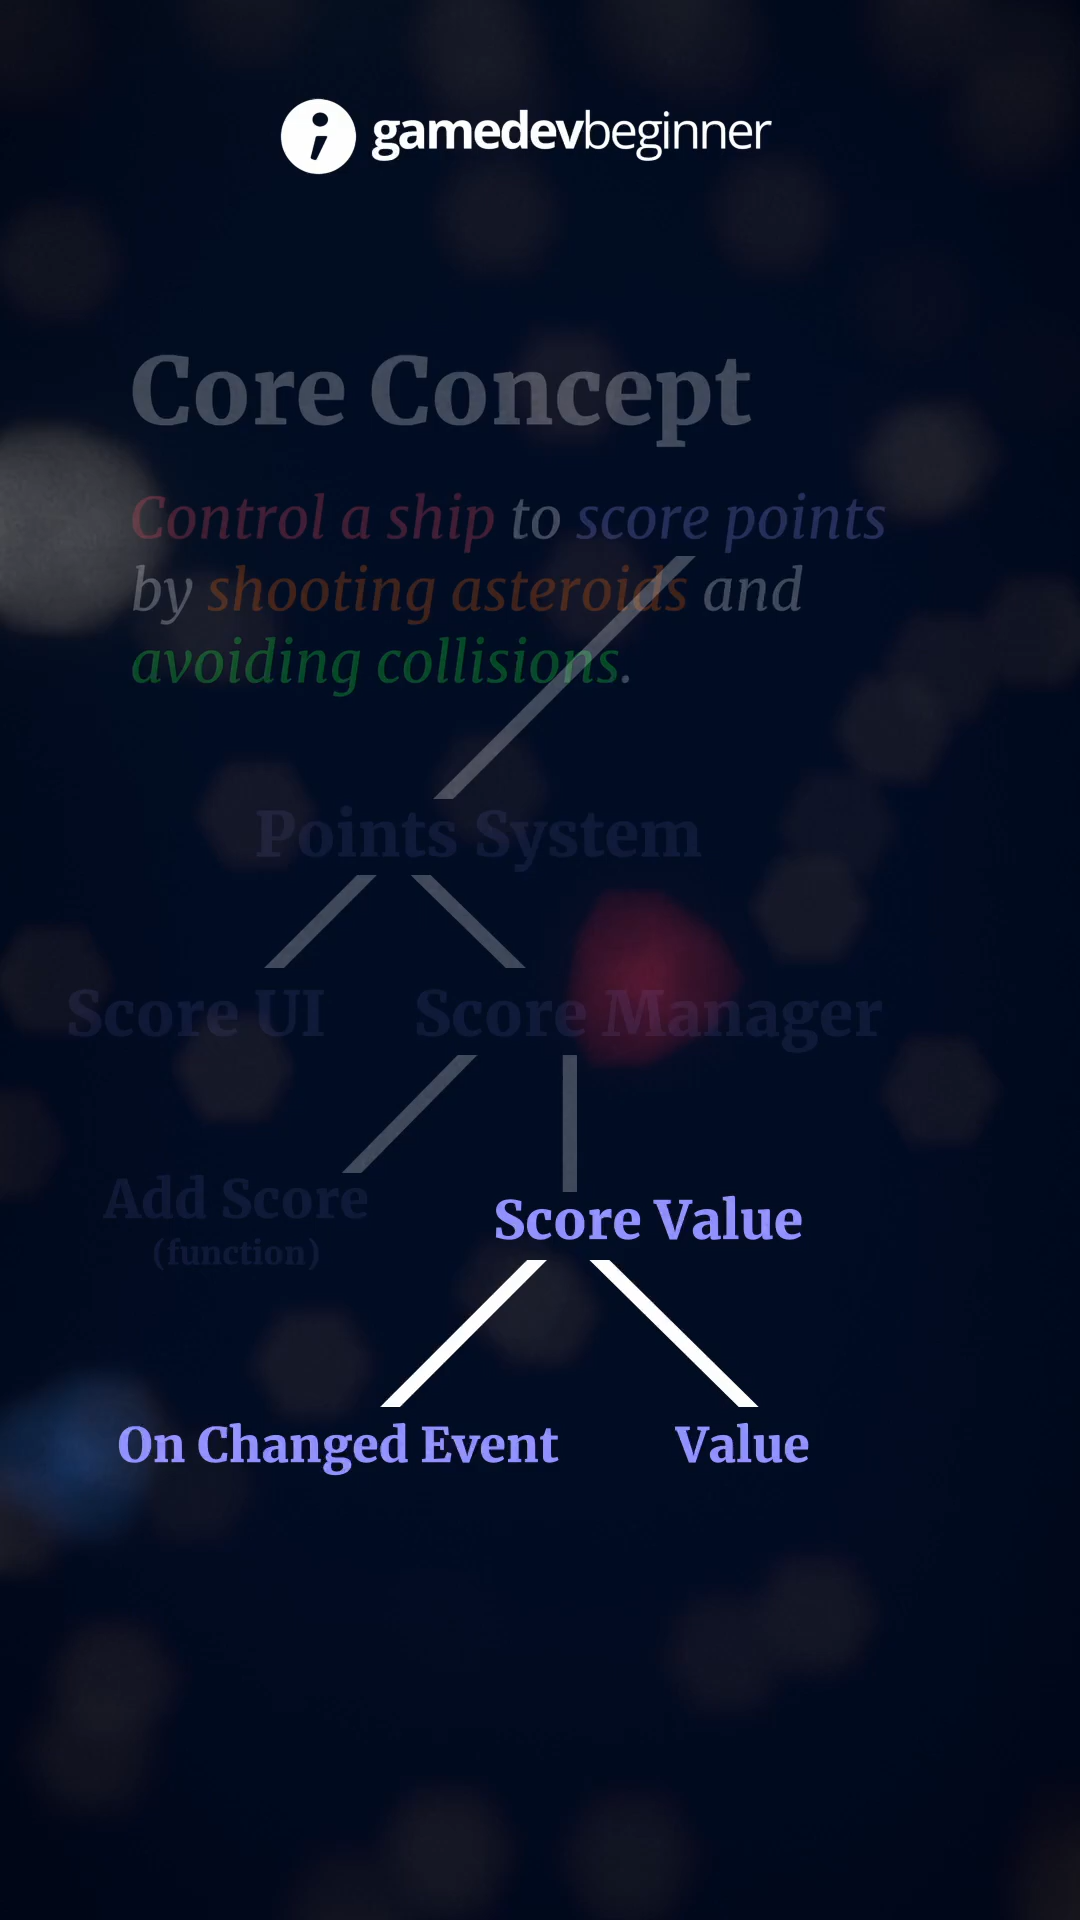 gamedevbeginner
Core Concept
Control a ship to score points
by shooting asteroids and
avoiding collisions.
Points System
Score UI Score Manager
Add Score
(function)
Score Value
On Changed Event Value